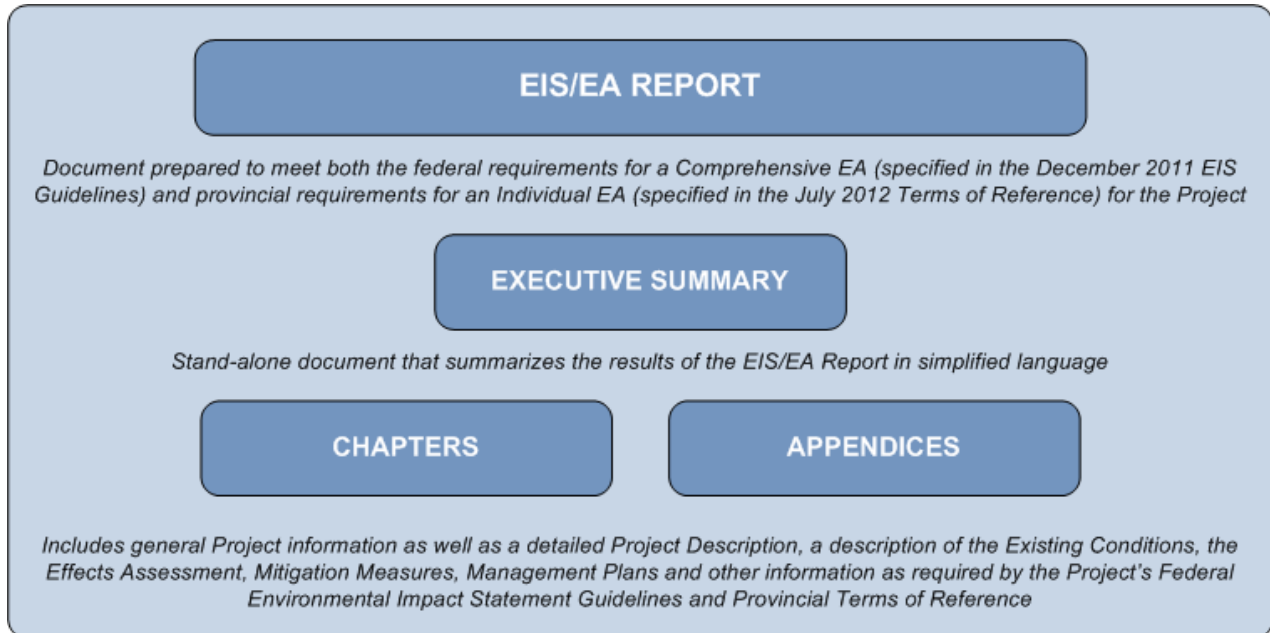 EIS/EA REPORT
Document prepared to meet both the federal requirements for a Comprehensive EA (specified in the December 2011 EIS
Guidelines) and provincial requirements for an Individual EA (specified in the July 2012 Terms of Reference) for the Project
EXECUTIVE SUMMARY
Stand-alone document that summarizes the results of the EIS/EA Report in simplified language
CHAPTERS
APPENDICES
Includes general Project information as well as a detailed Project Description, a description of the Existing Conditions, the
Effects Assessment, Mitigation Measures, Management Plans and other information as required by the Project's Federal
Environmental Impact Statement Guidelines and Provincial Terms of Reference